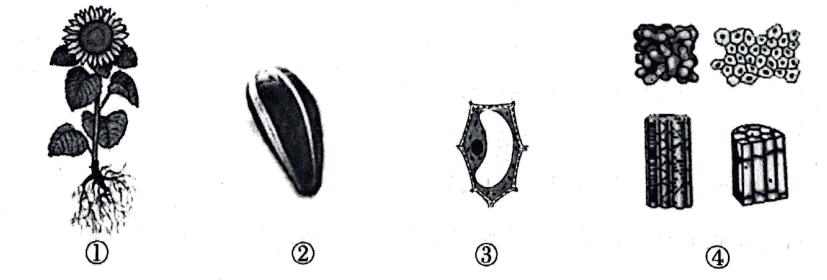 ① ② ③ ④